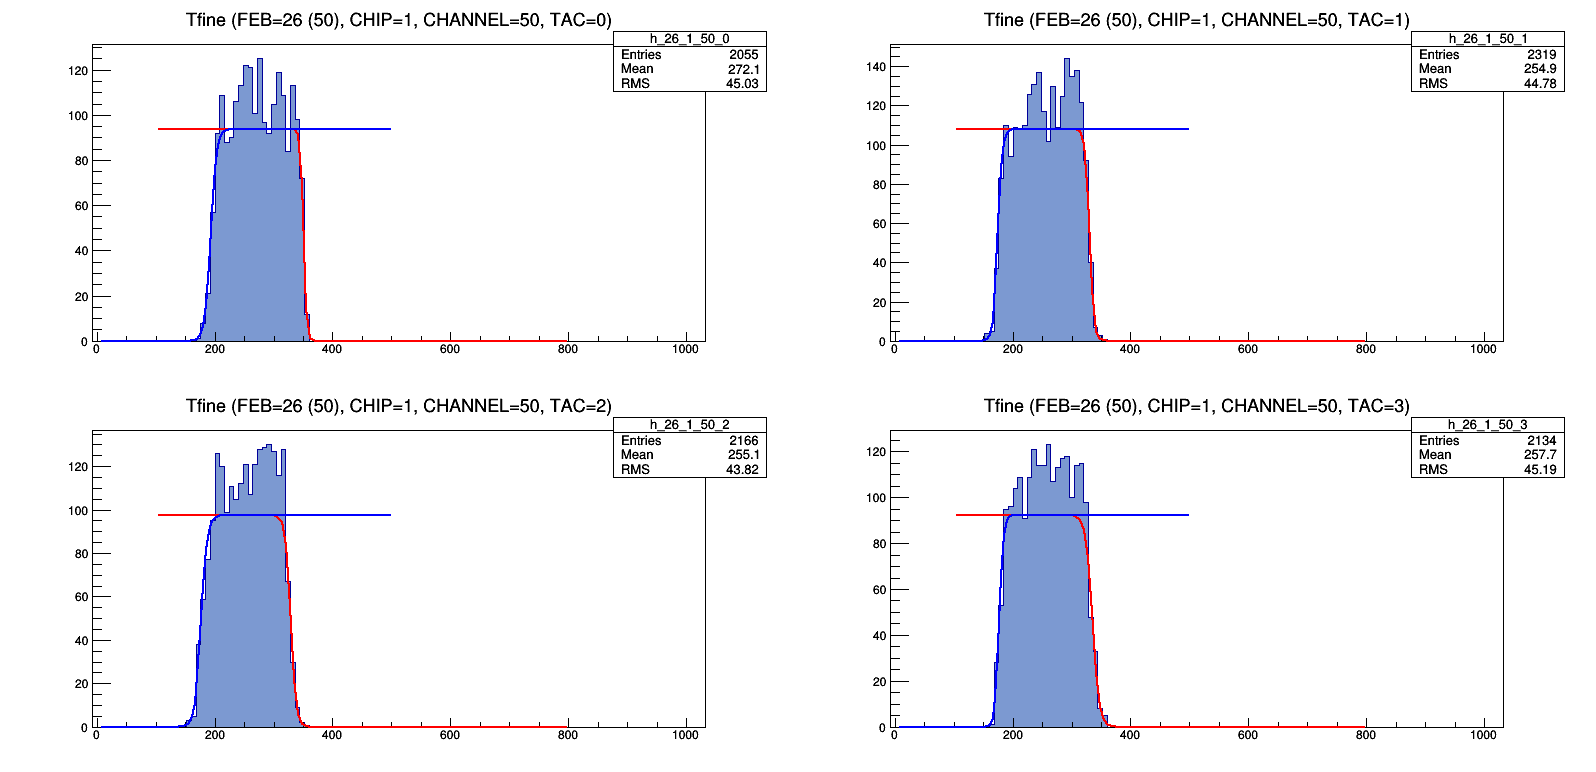 Tfine (FEB=26 (50), CHIP=1, CHANNEL=50, TAC=0)
h_26_1_50_0
Entries 2055
Mean 272.1
RMS 45.03
120
100
80
60
40
20
0
0 200 400 600 800 1000
Tfine (FEB=26 (50), CHIP=1, CHANNEL=50, TAC=1)
h_26_1_50_1
Entries 2319
Mean 254.9
RMS 44.78
140
120
100
80
60
40
20
0
0 200 400 600 800 1000
Tfine (FEB=26 (50), CHIP=1, CHANNEL=50, TAC=2)
h_26_1_50_2
Entries 2166
Mean 255.1
RMS 43.82
120
100
80
60
40
20
0
0 200 400 600 800 1000
Tfine (FEB=26 (50), CHIP=1, CHANNEL=50, TAC=3)
h_26_1_50_3
Entries 2134
Mean 257.7
RMS 45.19
120
100
80
60
40
20
0
0 200 400 600 800 1000